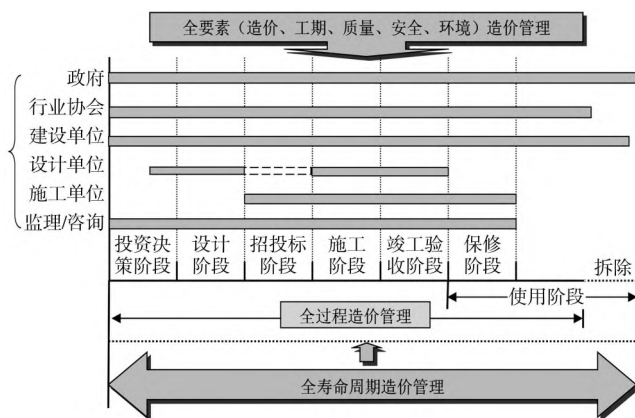 全要素（造价、工期、质量、安全、环境）造价管理
政府
行业协会
建设单位
设计单位
施工单位
监理/咨询
投资决
策阶段
设计
阶段
招投标
阶段
施工
阶段
竣工验
收阶段
保修
阶段
拆除
使用阶段
全过程造价管理
全寿命周期造价管理